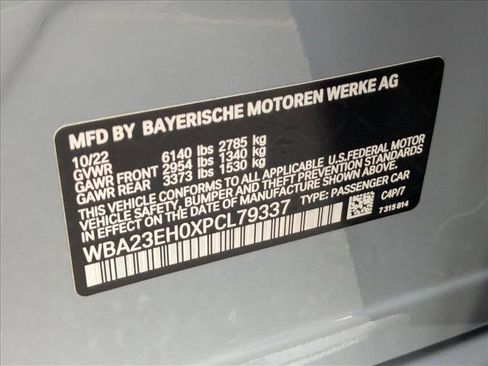 MFD BY BAYERISCHE MOTOREN WERKE AG
10/22
GVWR 6140 lbs 2785 kg
GAWR FRONT 2954 lbs 1340 kg
GAWR REAR 3373 lbs 1530 kg
THIS VEHICLE CONFORMS TO ALL APPLICABLE U.S.FEDERAL MOTOR
VEHICLE SAFETY, BUMPER AND THEFT PREVENTION STANDARDS
IN EFFECT ON THE DATE OF MANUFACTURE SHOWN ABOVE.
WBA23EH0XPCL79337 TYPE: PASSENGER CAR
C4P/7
7 315 814